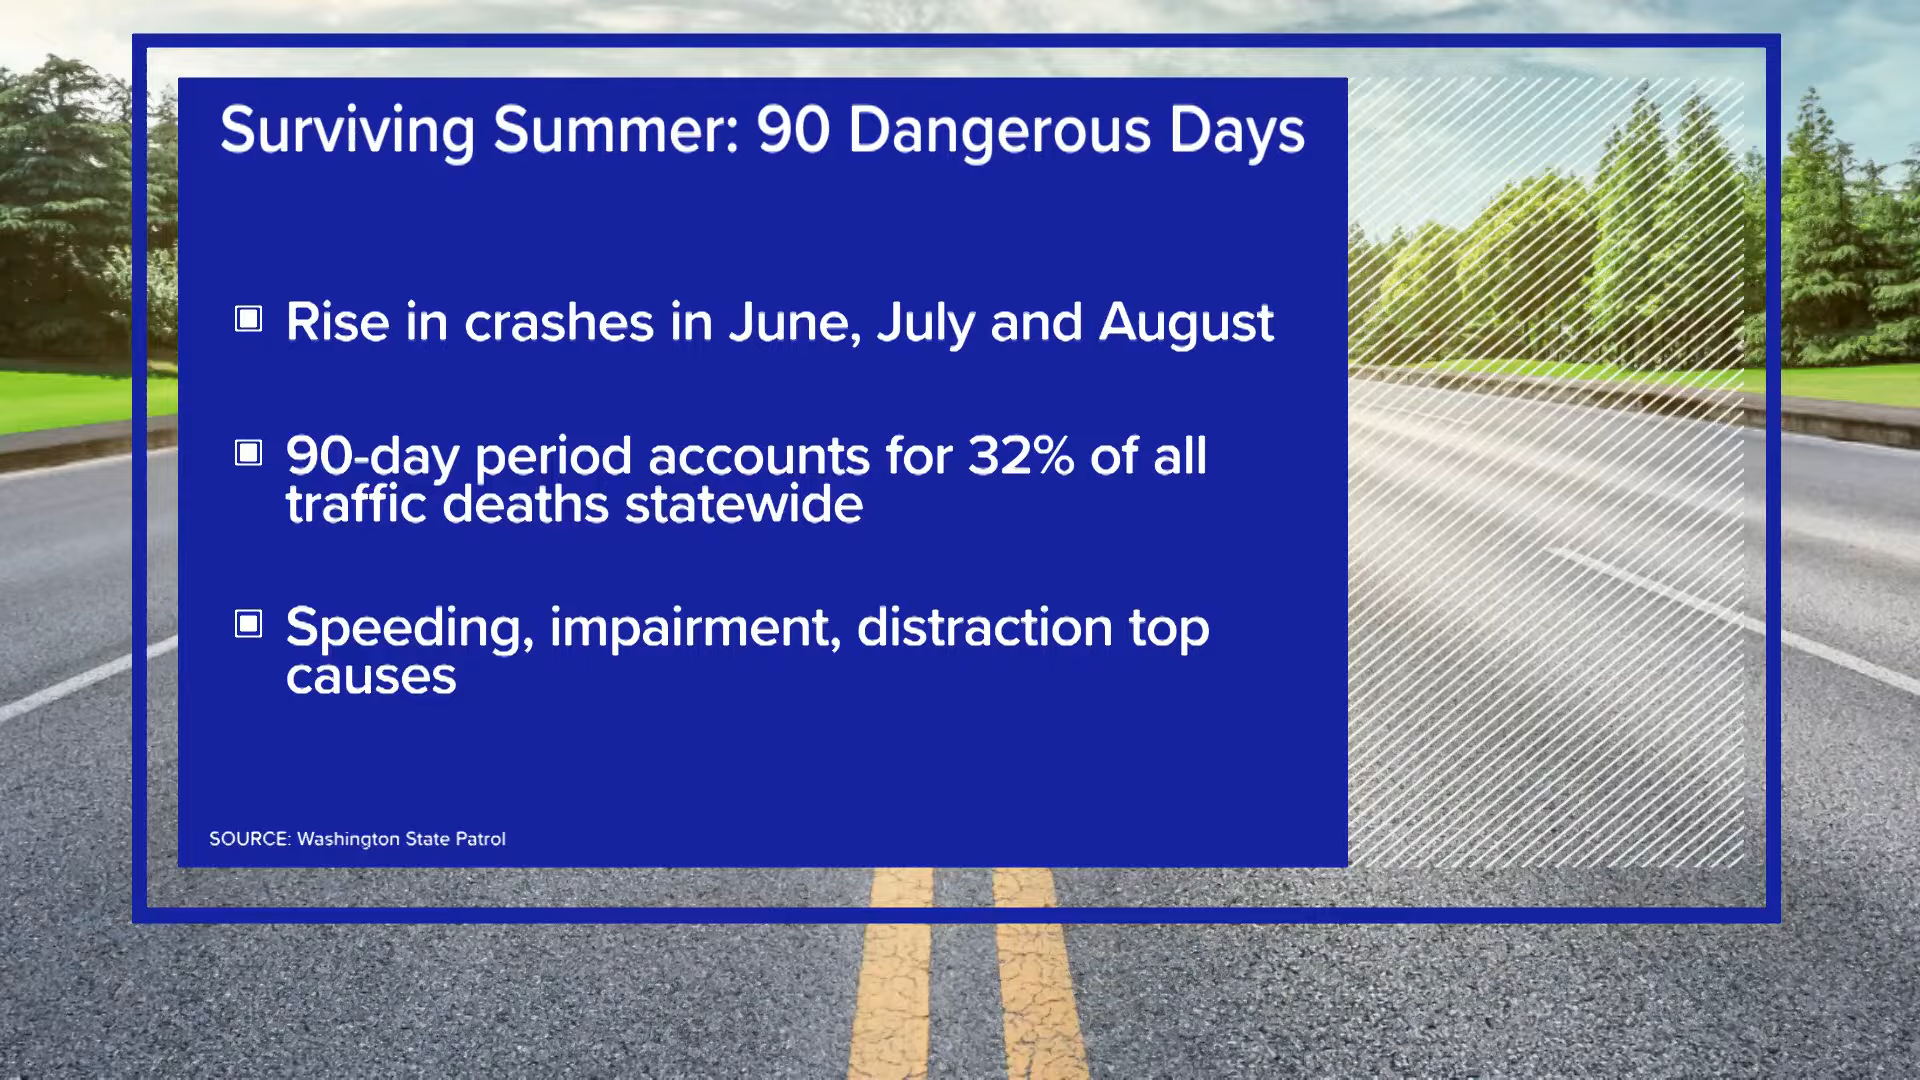 Surviving Summer: 90 Dangerous Days
Rise in crashes in June, July and August
90-day period accounts for 32% of all
traffic deaths statewide
Speeding, impairment, distraction top
causes
SOURCE: Washington State Patrol